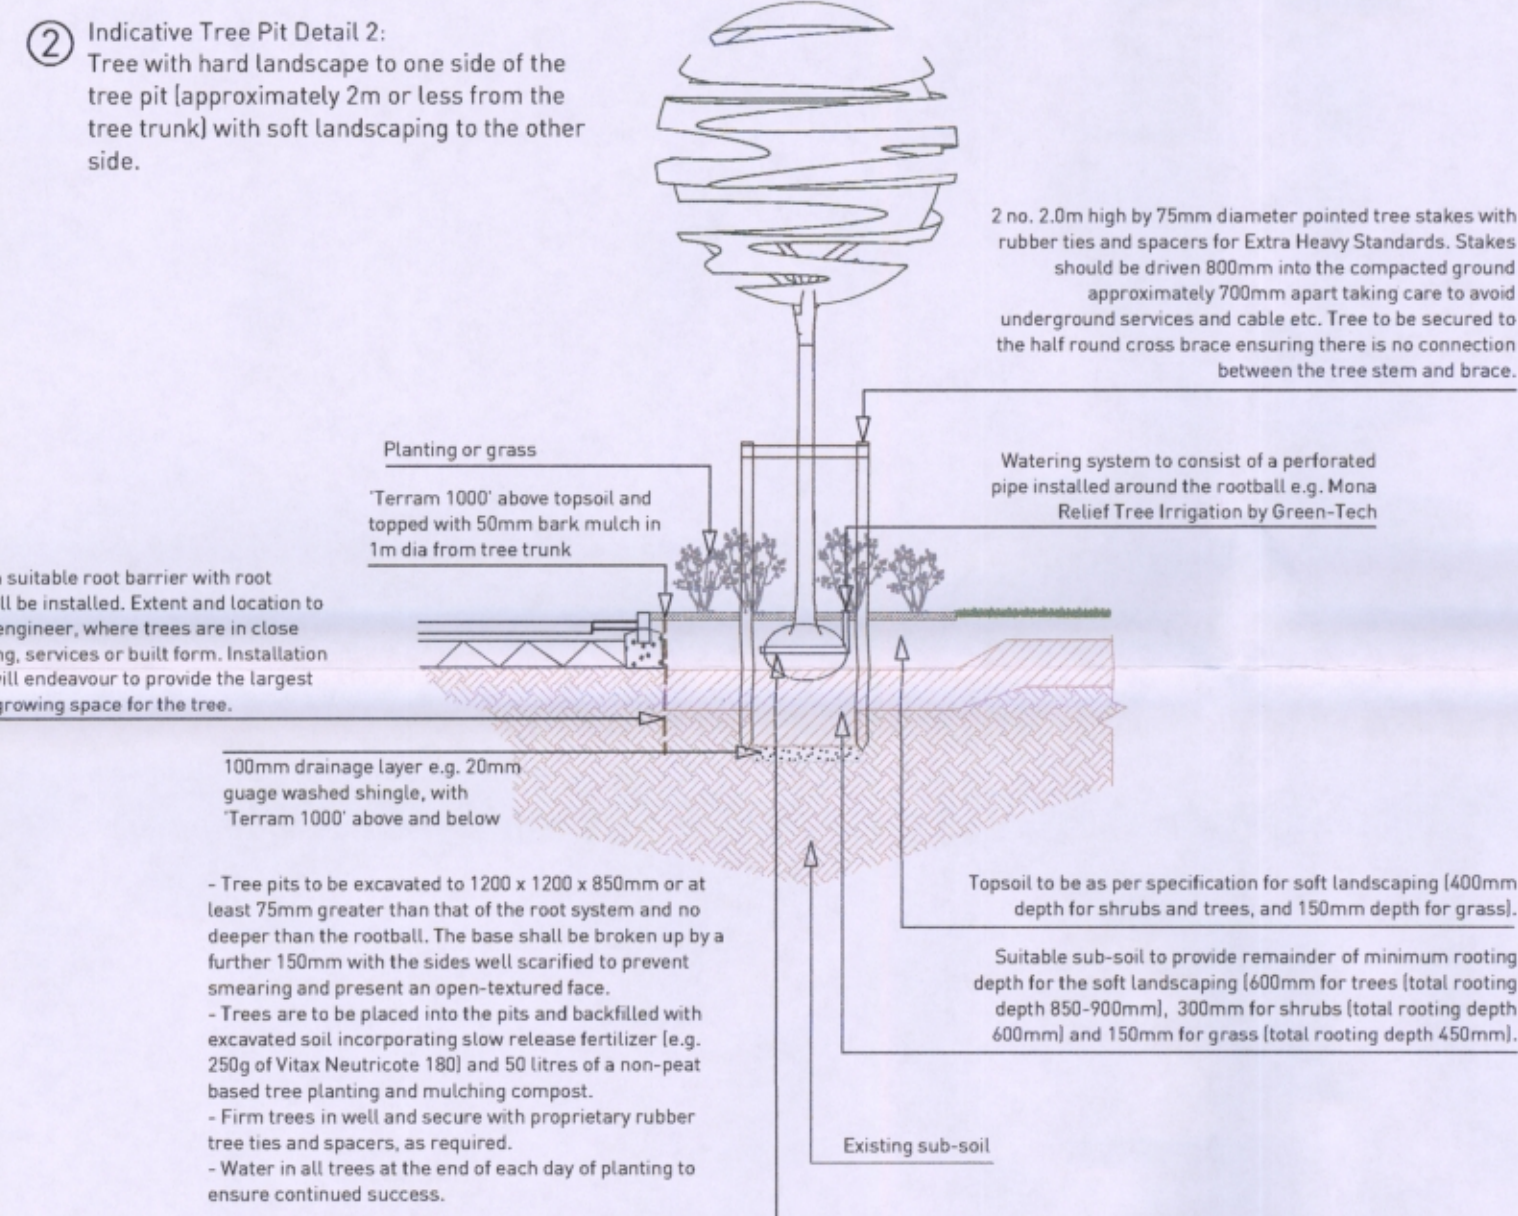 2
Indicative Tree Pit Detail 2:
Tree with hard landscape to one side of the
tree pit (approximately 2m or less from the
tree trunk) with soft landscaping to the other
side.
2 no. 2.0m high by 75mm diameter pointed tree stakes with
rubber ties and spacers for Extra Heavy Standards. Stakes
should be driven 800mm into the compacted ground
approximately 700mm apart taking care to avoid
underground services and cable etc. Tree to be secured to
the half round cross brace ensuring there is no connection
between the tree stem and brace.
Planting or grass
'Terram 1000' above topsoil and
topped with 50mm bark mulch in
1m dia from tree trunk
Watering system to consist of a perforated
pipe installed around the rootball e.g. Mona
Relief Tree Irrigation by Green-Tech
suitable root barrier with root
ll be installed. Extent and location to
engineer, where trees are in close
ng, services or built form. Installation
will endeavour to provide the largest
growing space for the tree.
100mm drainage layer e.g. 20mm
guage washed shingle, with
'Terram 1000' above and below
- Tree pits to be excavated to 1200 x 1200 x 850mm or at
least 75mm greater than that of the root system and no
deeper than the rootball. The base shall be broken up by a
further 150mm with the sides well scarified to prevent
smearing and present an open-textured face.
- Trees are to be placed into the pits and backfilled with
excavated soil incorporating slow release fertilizer (e.g.
250g of Vitax Neutricote 180) and 50 litres of a non-peat
based tree planting and mulching compost.
- Firm trees in well and secure with proprietary rubber
tree ties and spacers, as required.
- Water in all trees at the end of each day of planting to
ensure continued success.
Topsoil to be as per specification for soft landscaping (400mm
depth for shrubs and trees, and 150mm depth for grass).
Suitable sub-soil to provide remainder of minimum rooting
depth for the soft landscaping (600mm for trees (total rooting
depth 850-900mm), 300mm for shrubs (total rooting depth
600mm) and 150mm for grass (total rooting depth 450mm).
Existing sub-soil